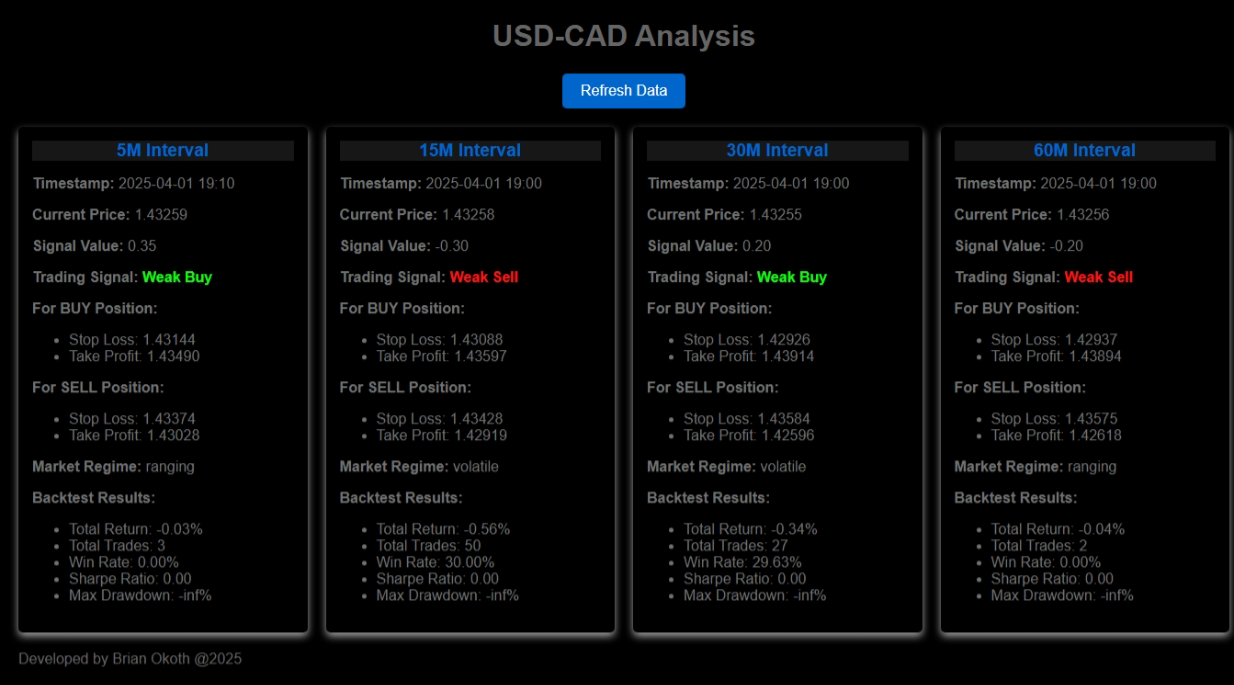 USD-CAD Analysis
Refresh Data
5M Interval
Timestamp: 2025-04-01 19:10
Current Price: 1.43259
Signal Value: 0.35
Trading Signal: Weak Buy
For BUY Position:
• Stop Loss: 1.43144
• Take Profit: 1.43490
For SELL Position:
• Stop Loss: 1.43374
• Take Profit: 1.43028
Market Regime: ranging
Backtest Results:
• Total Return: -0.03%
• Total Trades: 3
• Win Rate: 0.00%
• Sharpe Ratio: 0.00
• Max Drawdown: -inf%
15M Interval
Timestamp: 2025-04-01 19:00
Current Price: 1.43258
Signal Value: -0.30
Trading Signal: Weak Sell
For BUY Position:
• Stop Loss: 1.43088
• Take Profit: 1.43597
For SELL Position:
• Stop Loss: 1.43428
• Take Profit: 1.42919
Market Regime: volatile
Backtest Results:
• Total Return: -0.56%
• Total Trades: 50
• Win Rate: 30.00%
• Sharpe Ratio: 0.00
• Max Drawdown: -inf%
30M Interval
Timestamp: 2025-04-01 19:00
Current Price: 1.43255
Signal Value: 0.20
Trading Signal: Weak Buy
For BUY Position:
• Stop Loss: 1.42926
• Take Profit: 1.43914
For SELL Position:
• Stop Loss: 1.43584
• Take Profit: 1.42596
Market Regime: volatile
Backtest Results:
• Total Return: -0.34%
• Total Trades: 27
• Win Rate: 29.63%
• Sharpe Ratio: 0.00
• Max Drawdown: -inf%
60M Interval
Timestamp: 2025-04-01 19:00
Current Price: 1.43256
Signal Value: -0.20
Trading Signal: Weak Sell
For BUY Position:
• Stop Loss: 1.42937
• Take Profit: 1.43894
For SELL Position:
• Stop Loss: 1.43575
• Take Profit: 1.42618
Market Regime: ranging
Backtest Results:
• Total Return: -0.04%
• Total Trades: 2
• Win Rate: 0.00%
• Sharpe Ratio: 0.00
• Max Drawdown: -inf%
Developed by Brian Okoth @2025